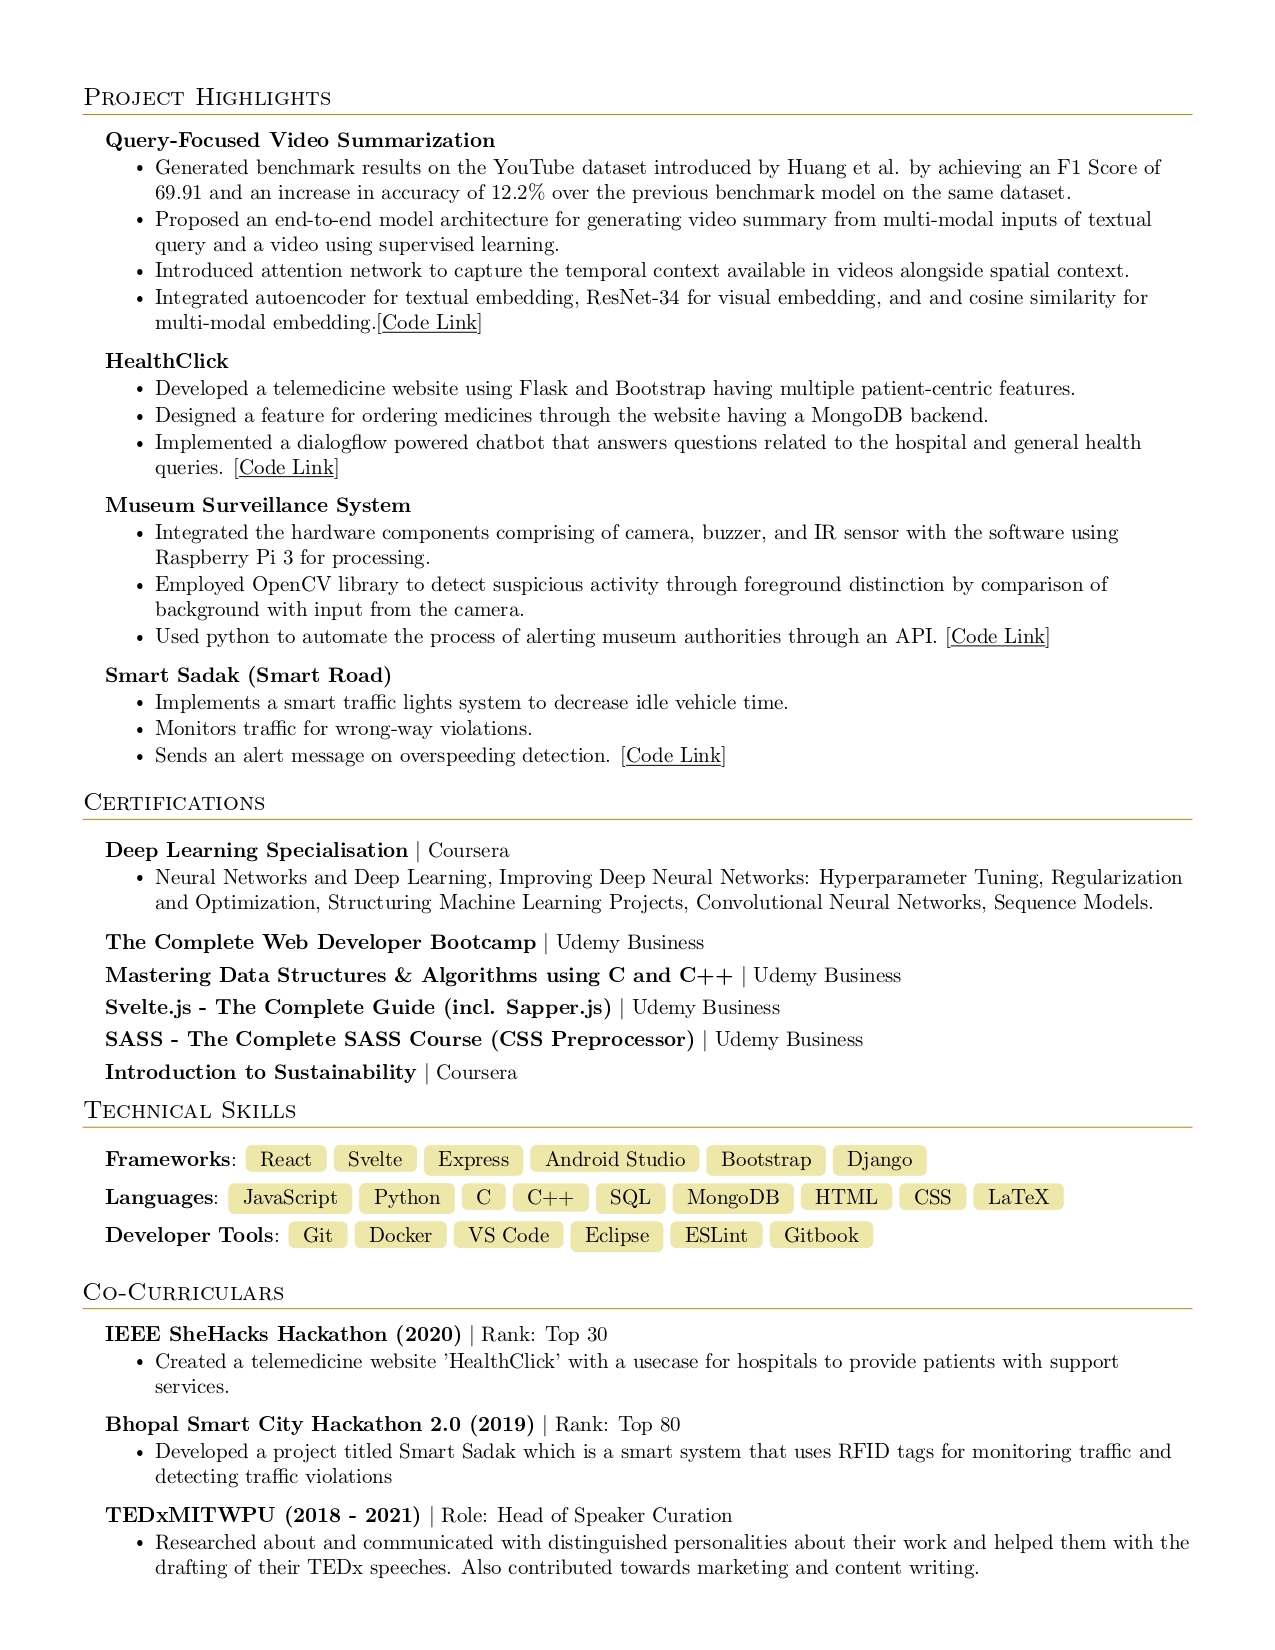 PROJECT HIGHLIGHTS
Query-Focused Video Summarization
• Generated benchmark results on the YouTube dataset introduced by Huang et al. by achieving an F1 Score of
69.91 and an increase in accuracy of 12.2% over the previous benchmark model on the same dataset.
• Proposed an end-to-end model architecture for generating video summary from multi-modal inputs of textual
query and a video using supervised learning.
• Introduced attention network to capture the temporal context available in videos alongside spatial context.
• Integrated autoencoder for textual embedding, ResNet-34 for visual embedding, and and cosine similarity for
multi-modal embedding.[Code Link]
HealthClick
• Developed a telemedicine website using Flask and Bootstrap having multiple patient-centric features.
• Designed a feature for ordering medicines through the website having a MongoDB backend.
• Implemented a dialogflow powered chatbot that answers questions related to the hospital and general health
queries. [Code Link]
Museum Surveillance System
• Integrated the hardware components comprising of camera, buzzer, and IR sensor with the software using
Raspberry Pi 3 for processing.
• Employed OpenCV library to detect suspicious activity through foreground distinction by comparison of
background with input from the camera.
• Used python to automate the process of alerting museum authorities through an API. [Code Link]
Smart Sadak (Smart Road)
• Implements a smart traffic lights system to decrease idle vehicle time.
• Monitors traffic for wrong-way violations.
• Sends an alert message on overspeeding detection. [Code Link]
CERTIFICATIONS
Deep Learning Specialisation | Coursera
• Neural Networks and Deep Learning, Improving Deep Neural Networks: Hyperparameter Tuning, Regularization
and Optimization, Structuring Machine Learning Projects, Convolutional Neural Networks, Sequence Models.
The Complete Web Developer Bootcamp | Udemy Business
Mastering Data Structures & Algorithms using C and C++ | Udemy Business
Svelte.js - The Complete Guide (incl. Sapper.js) | Udemy Business
SASS - The Complete SASS Course (CSS Preprocessor) | Udemy Business
Introduction to Sustainability | Coursera
TECHNICAL SKILLS
Frameworks: React Svelte Express Android Studio Bootstrap Django
Languages: JavaScript Python C C++ SQL MongoDB HTML CSS LaTeX
Developer Tools: Git Docker VS Code Eclipse ESLint Gitbook
CO-CURRICULARS
IEEE SheHacks Hackathon (2020) | Rank: Top 30
• Created a telemedicine website 'HealthClick' with a usecase for hospitals to provide patients with support
services.
Bhopal Smart City Hackathon 2.0 (2019) | Rank: Top 80
• Developed a project titled Smart Sadak which is a smart system that uses RFID tags for monitoring traffic and
detecting traffic violations
TEDxMITWPU (2018 - 2021) | Role: Head of Speaker Curation
• Researched about and communicated with distinguished personalities about their work and helped them with the
drafting of their TEDx speeches. Also contributed towards marketing and content writing.